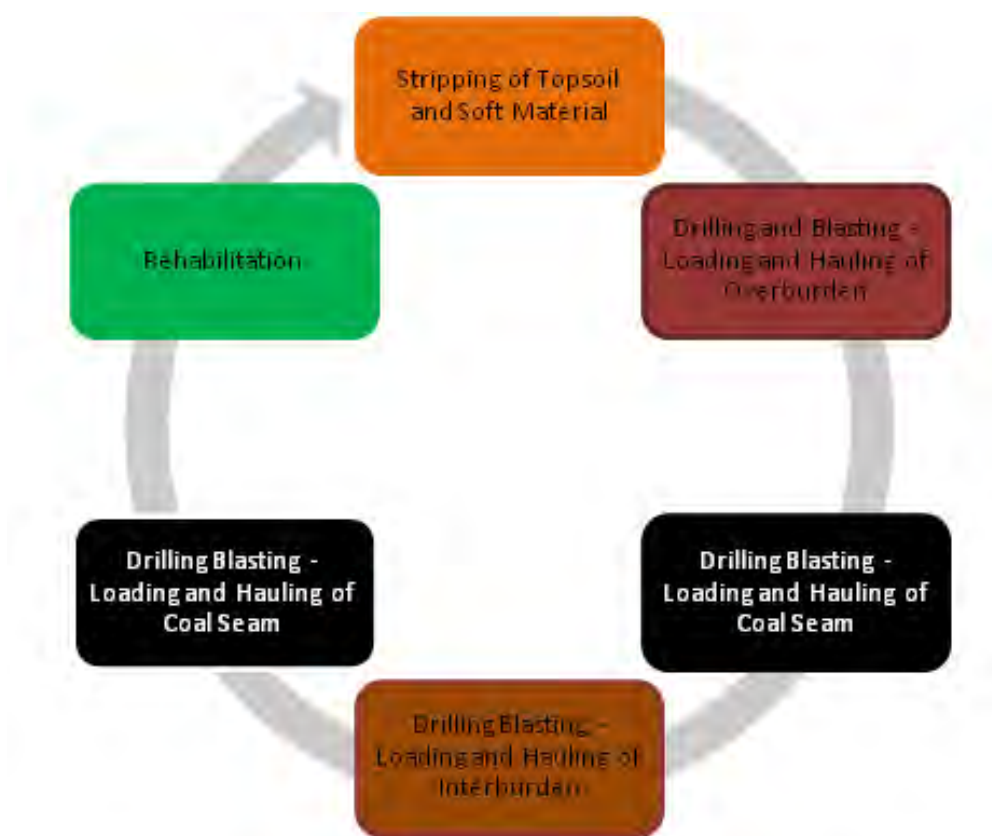 Stripping of Topsoil
and Soft Material
Drilling and Blasting -
Loading and Hauling of
Overburden
Drilling Blasting -
Loading and Hauling of
Coal Seam
Drilling Blasting -
Loading and Hauling of
Interburden
Drilling Blasting -
Loading and Hauling of
Coal Seam
Rehabilitation